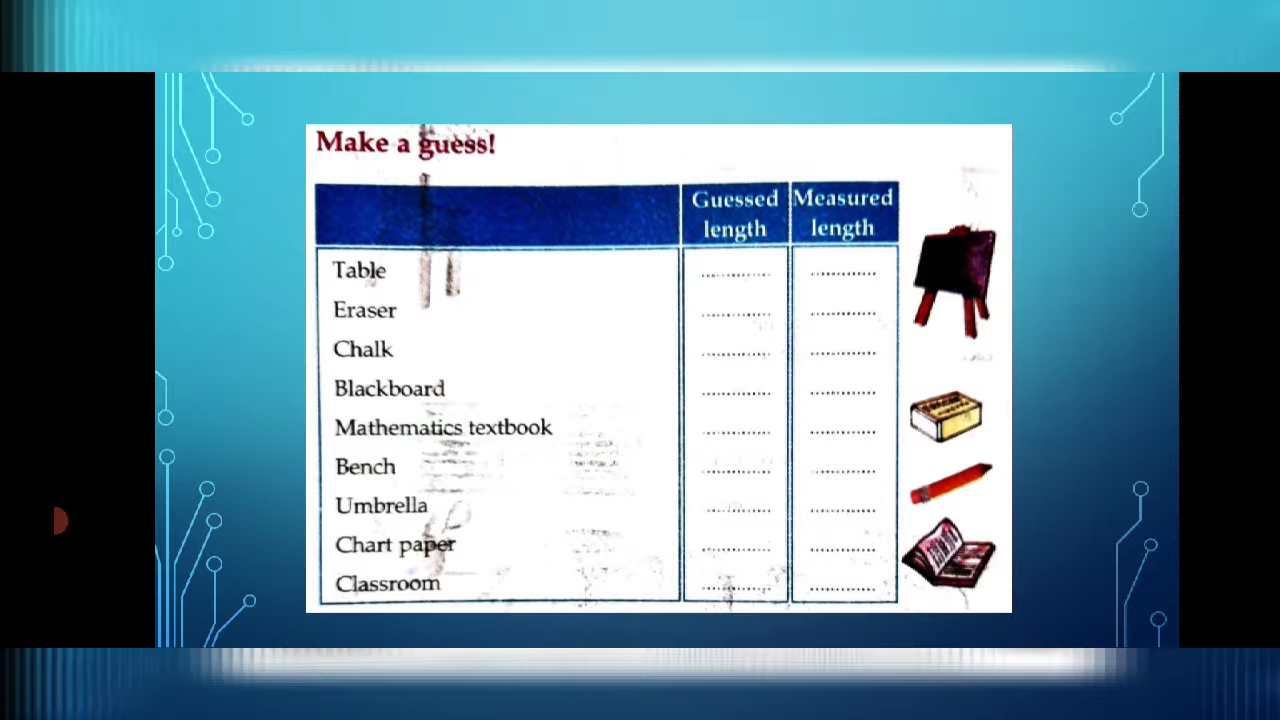 Make a guess!
Guessed length
Measured length
Table ............ ............
Eraser ............ ............
Chalk ............ ............
Blackboard ............ ............
Mathematics textbook ............ ............
Bench ............ ............
Umbrella ............ ............
Chart paper ............ ............
Classroom ............ ............